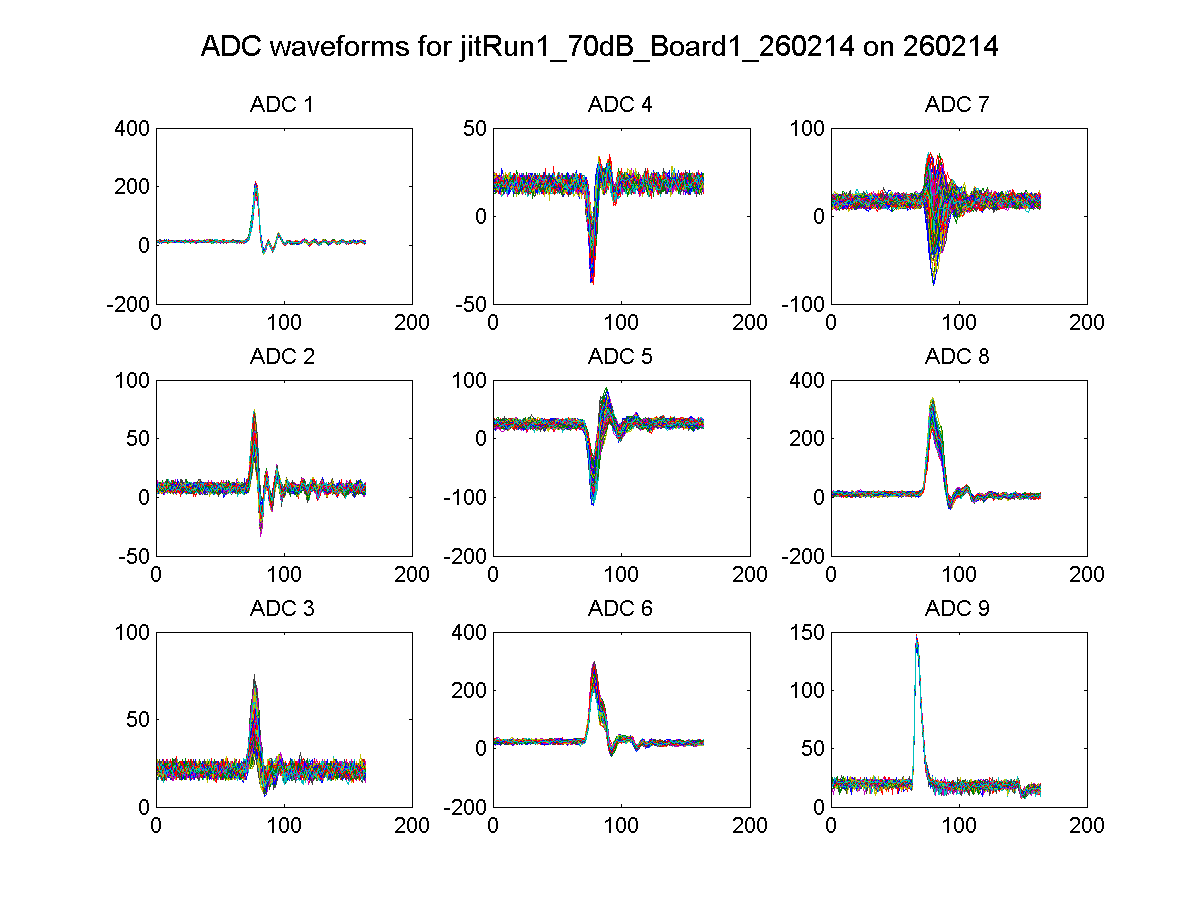 ADC waveforms for jitRun1_70dB_Board1_260214 on 260214
ADC 1
400
200
0
-200
0 100 200
ADC 4
50
0
-50
0 100 200
ADC 7
100
0
-100
0 100 200
ADC 2
100
50
0
-50
0 100 200
ADC 5
100
0
-100
-200
0 100 200
ADC 8
400
200
0
-200
0 100 200
ADC 3
100
50
0
0 100 200
ADC 6
400
200
0
-200
0 100 200
ADC 9
150
100
50
0
0 100 200